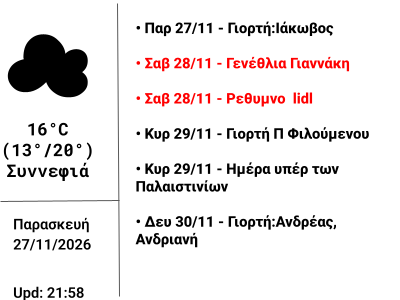 16°C
(13°/20°)
Συννεφιά
Παρασκευή
27/11/2026
Upd: 21:58
• Παρ 27/11 - Γιορτή:Ιάκωβος
• Σαβ 28/11 - Γενέθλια Γιαννάκη
• Σαβ 28/11 - Ρεθυμνο  lidl
• Κυρ 29/11 - Γιορτή Π Φιλούμενου
• Κυρ 29/11 - Ημέρα υπέρ των
Παλαιστινίων
• Δευ 30/11 - Γιορτή:Ανδρέας,
Ανδριανή